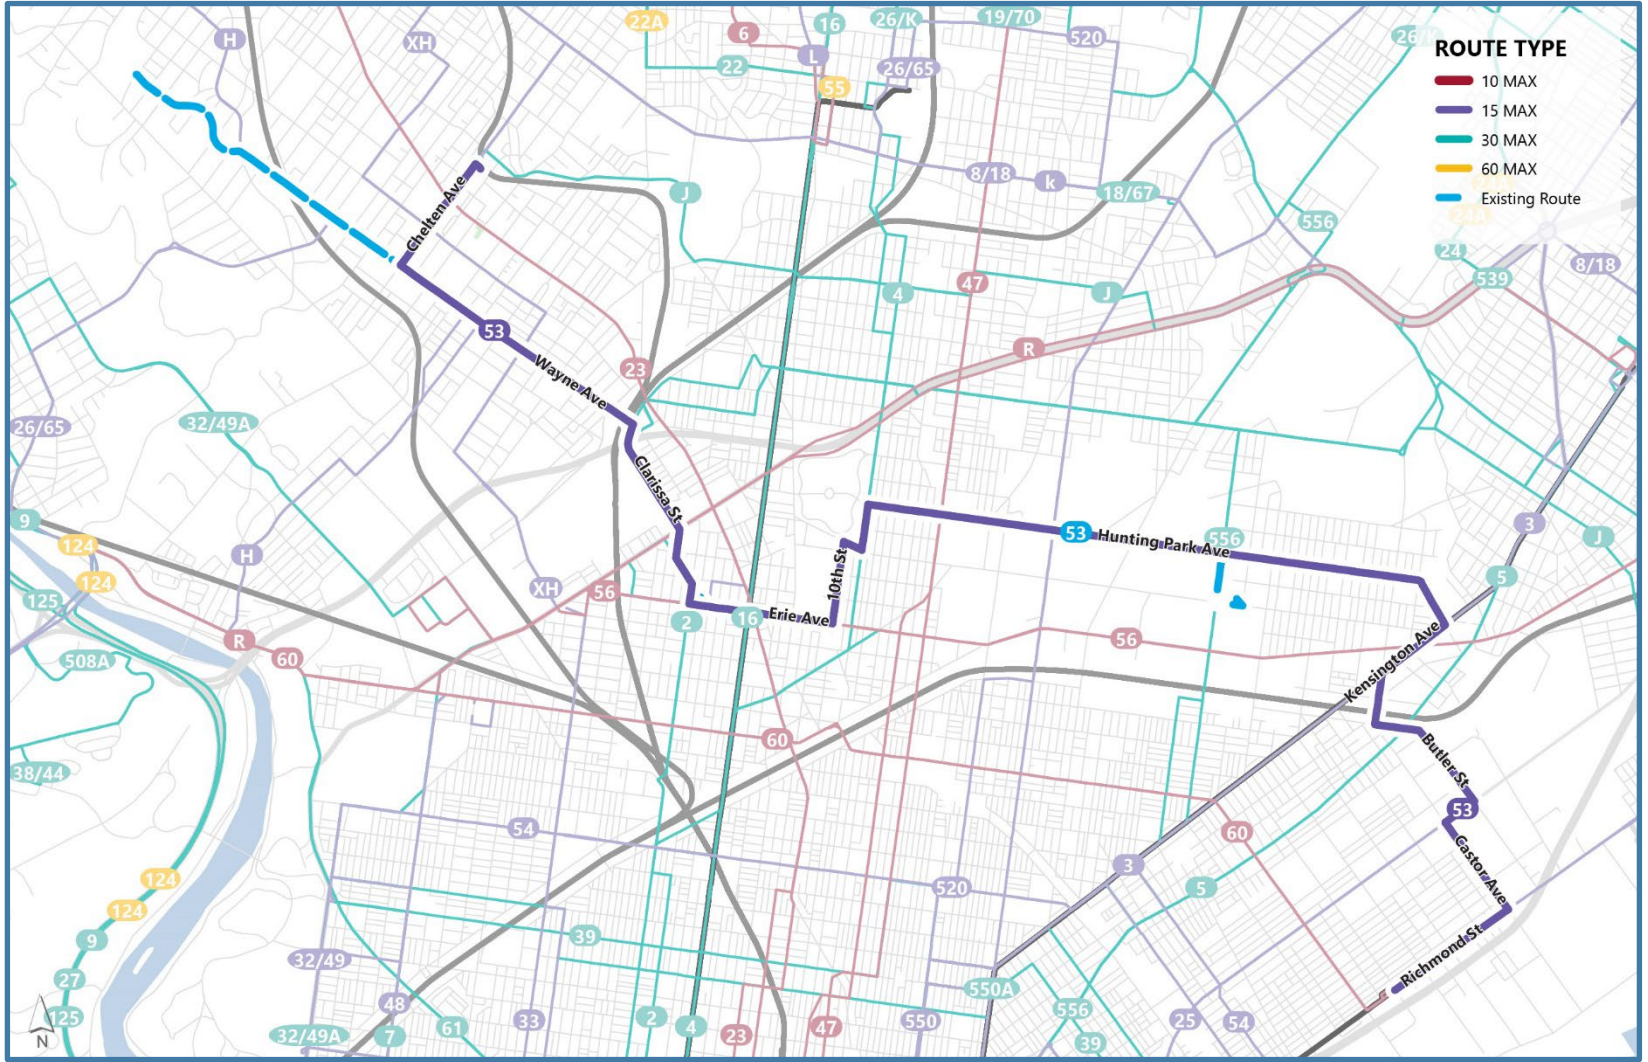 ROUTE TYPE
10 MAX
15 MAX
30 MAX
60 MAX
Existing Route
H
XH
22A
6
16
26/K
19/70
520
L
22
55
26/65
8/18
k
18/67
J
556
24A
24
539
8/18
Chelten Ave
4
47
J
53
Wayne Ave
23
R
26/65
32/49A
Clarissa St
3
9
124
124
125
H
XH
56
10th St
53
Hunting Park Ave
556
J
5
2
16
Erie Ave
56
R
60
508A
Kensington Ave
60
38/44
Butler St
53
54
60
Castor Ave
3
520
5
124
124
9
39
32/49
Richmond St
27
550A
125
48
556
32/49A
7
61
33
2
4
23
47
550
39
25
54
N